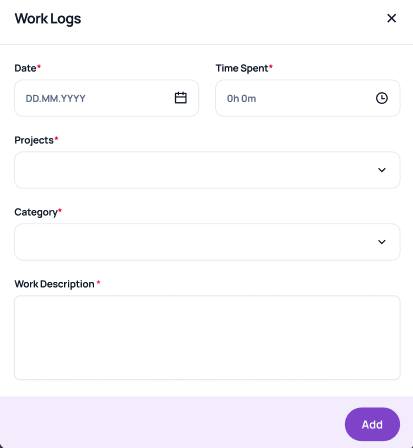 Work Logs
Date*
Time Spent*
DD.MM.YYYY
0h 0m
Projects*
Category*
Work Description *
Add